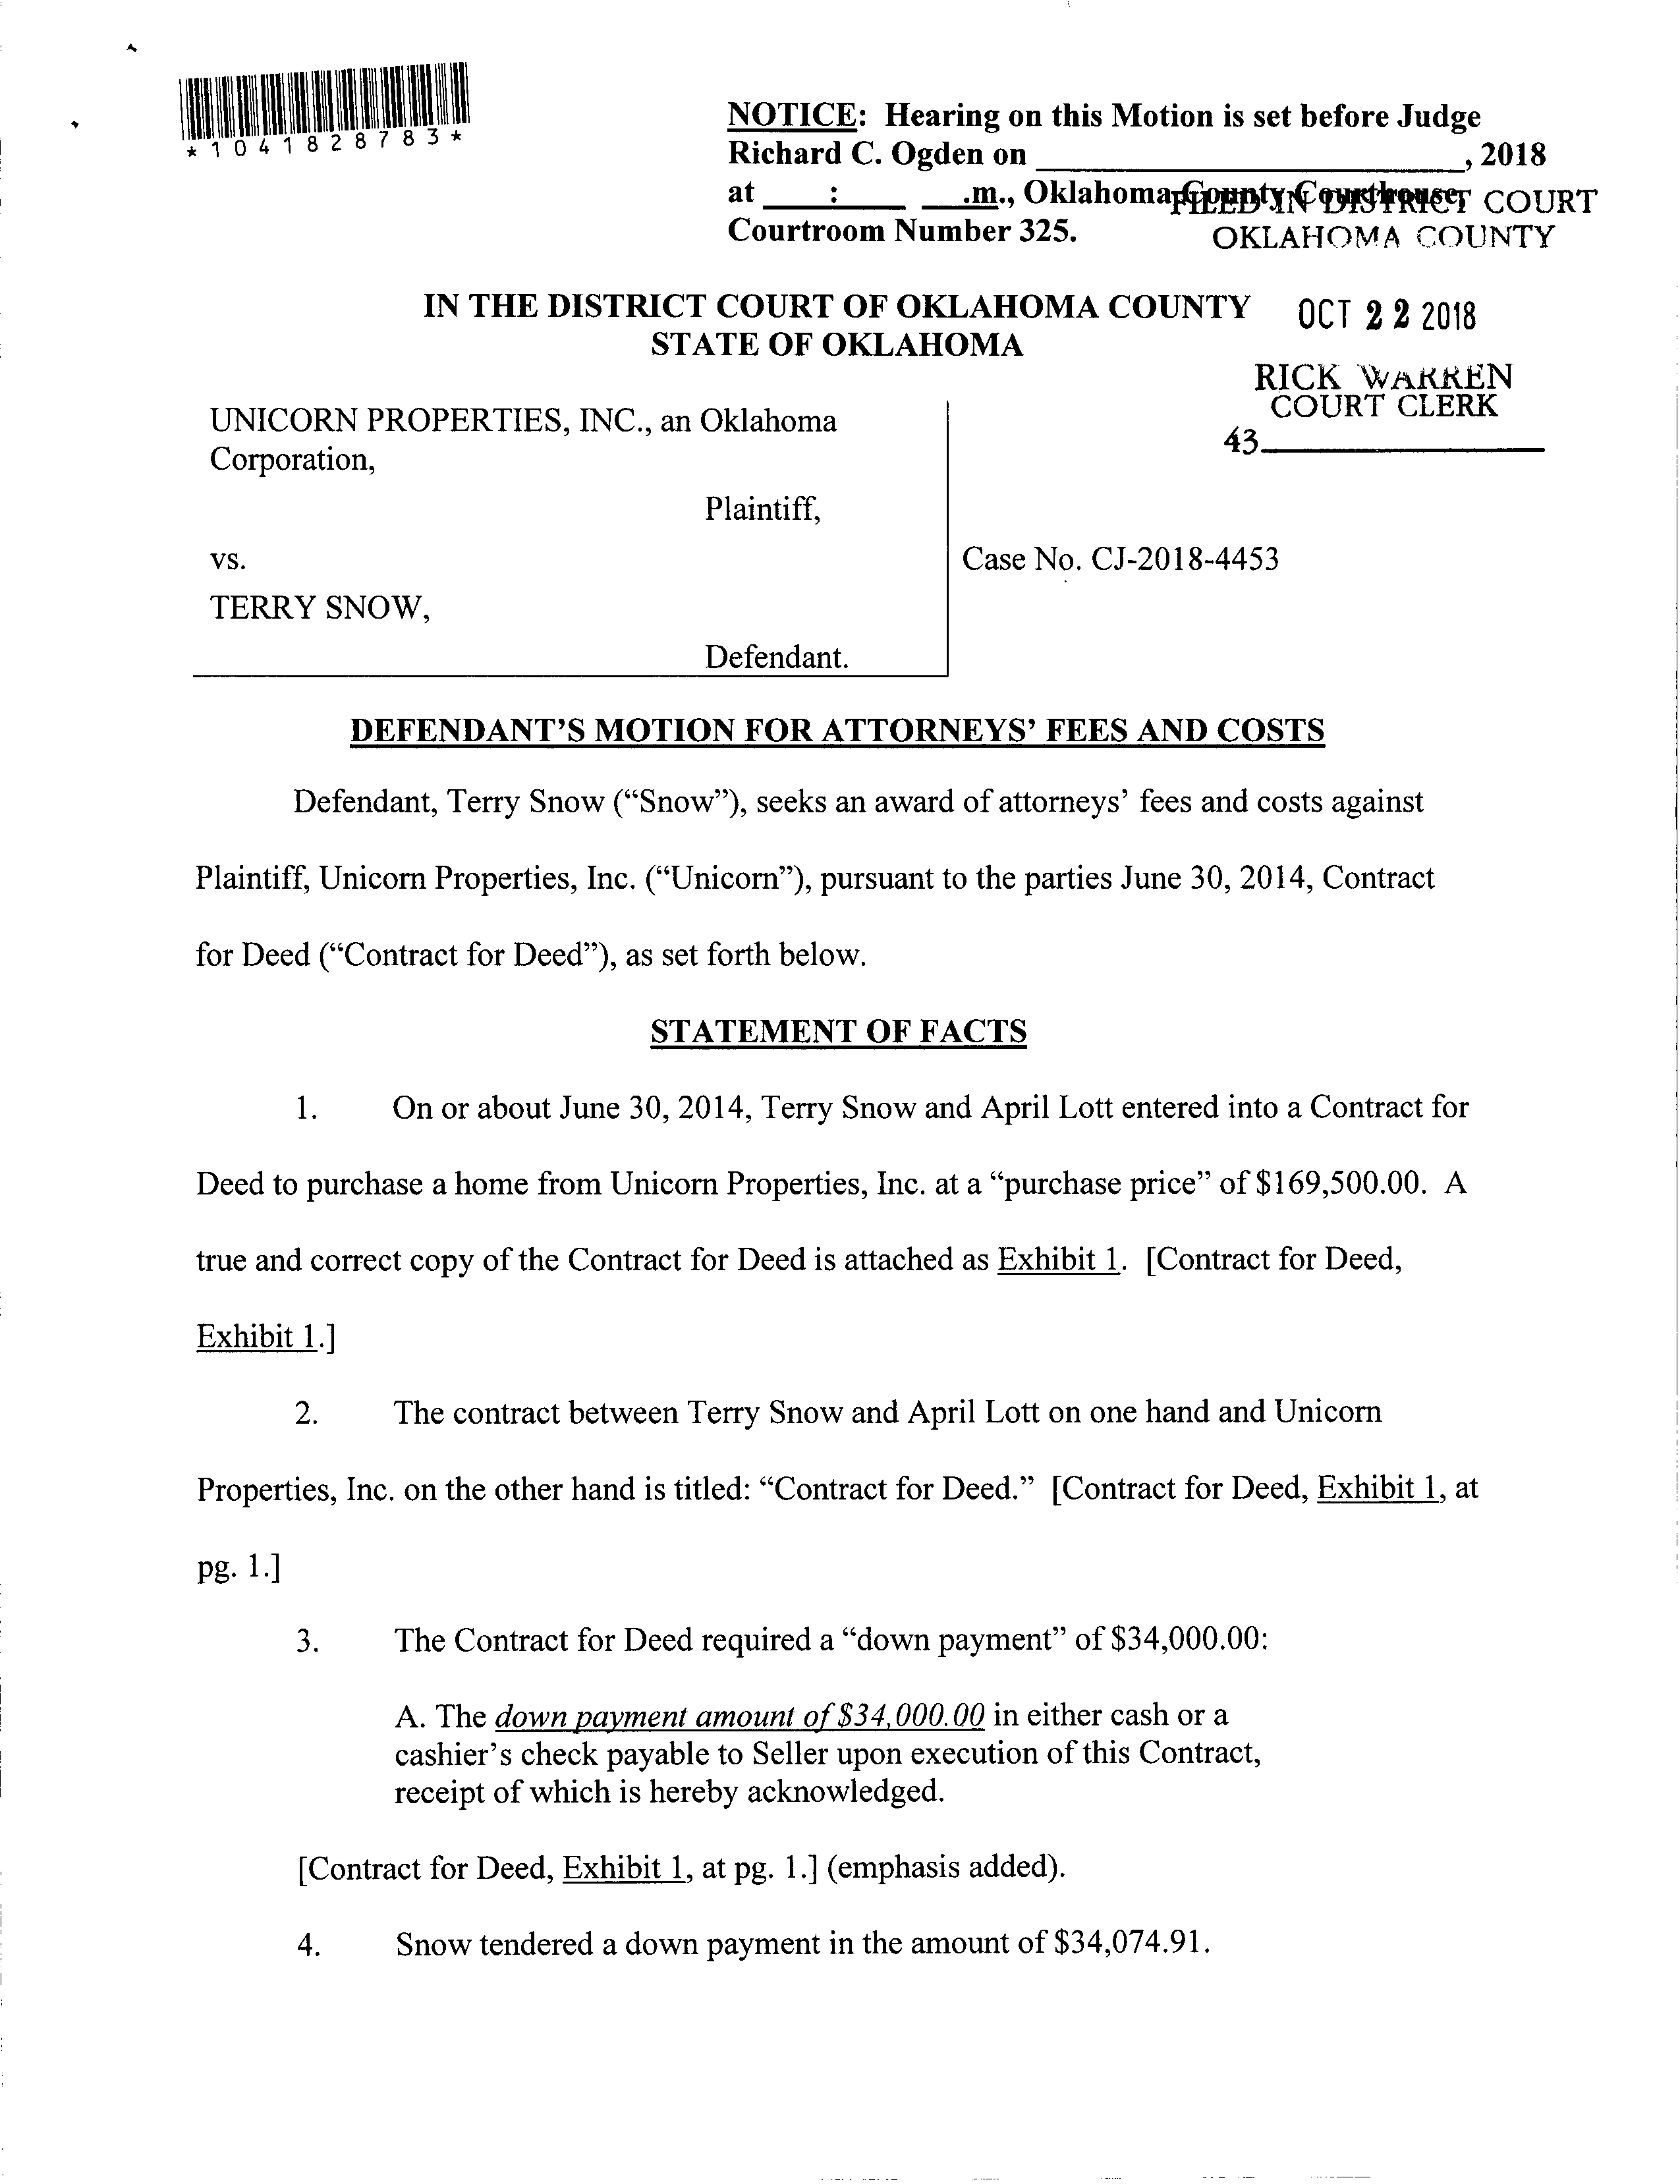 *1041828783*
NOTICE: Hearing on this Motion is set before Judge
Richard C. Ogden on ____________________, 2018
at ____:____ ___.m., Oklahoma County Courthouse,
Courtroom Number 325.
FILED IN DISTRICT COURT
OKLAHOMA COUNTY
OCT 22 2018
RICK WARREN
COURT CLERK
43____________
IN THE DISTRICT COURT OF OKLAHOMA COUNTY
STATE OF OKLAHOMA
UNICORN PROPERTIES, INC., an Oklahoma
Corporation,
Plaintiff,
vs.
Case No. CJ-2018-4453
TERRY SNOW,
Defendant.
DEFENDANT'S MOTION FOR ATTORNEYS' FEES AND COSTS
Defendant, Terry Snow (“Snow”), seeks an award of attorneys’ fees and costs against
Plaintiff, Unicorn Properties, Inc. (“Unicorn”), pursuant to the parties June 30, 2014, Contract
for Deed (“Contract for Deed”), as set forth below.
STATEMENT OF FACTS
1. On or about June 30, 2014, Terry Snow and April Lott entered into a Contract for
Deed to purchase a home from Unicorn Properties, Inc. at a “purchase price” of $169,500.00. A
true and correct copy of the Contract for Deed is attached as Exhibit 1. [Contract for Deed,
Exhibit 1.]
2. The contract between Terry Snow and April Lott on one hand and Unicorn
Properties, Inc. on the other hand is titled: “Contract for Deed.” [Contract for Deed, Exhibit 1, at
pg. 1.]
3. The Contract for Deed required a “down payment” of $34,000.00:
A. The down payment amount of $34,000.00 in either cash or a
cashier’s check payable to Seller upon execution of this Contract,
receipt of which is hereby acknowledged.
[Contract for Deed, Exhibit 1, at pg. 1.] (emphasis added).
4. Snow tendered a down payment in the amount of $34,074.91.